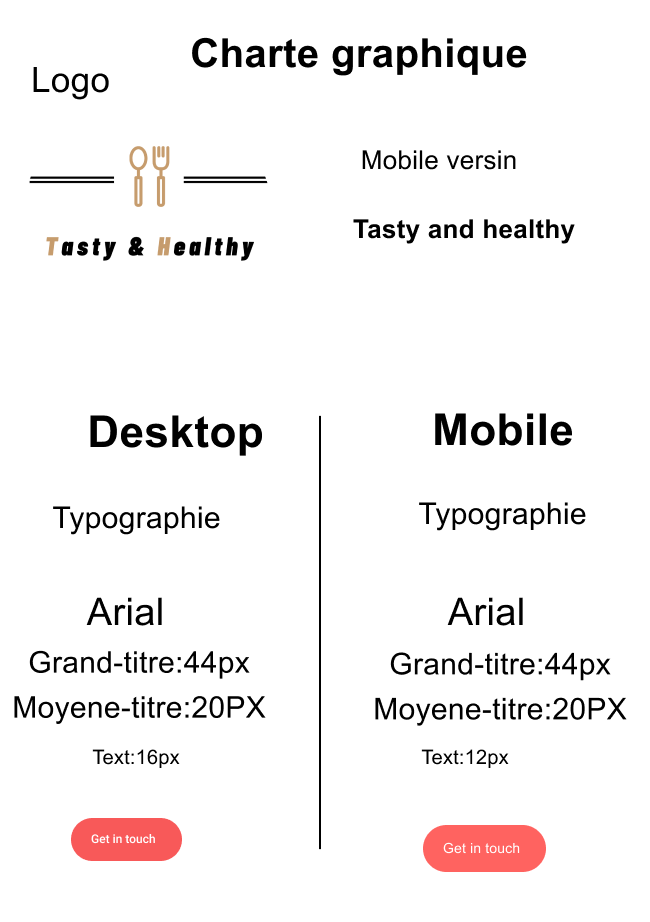 Charte graphique
Logo
Mobile versin
Tasty & Healthy
Tasty and healthy
Desktop
Mobile
Typographie
Typographie
Arial
Grand-titre:44px
Moyene-titre:20PX
Text:16px
Get in touch
Arial
Grand-titre:44px
Moyene-titre:20PX
Text:12px
Get in touch